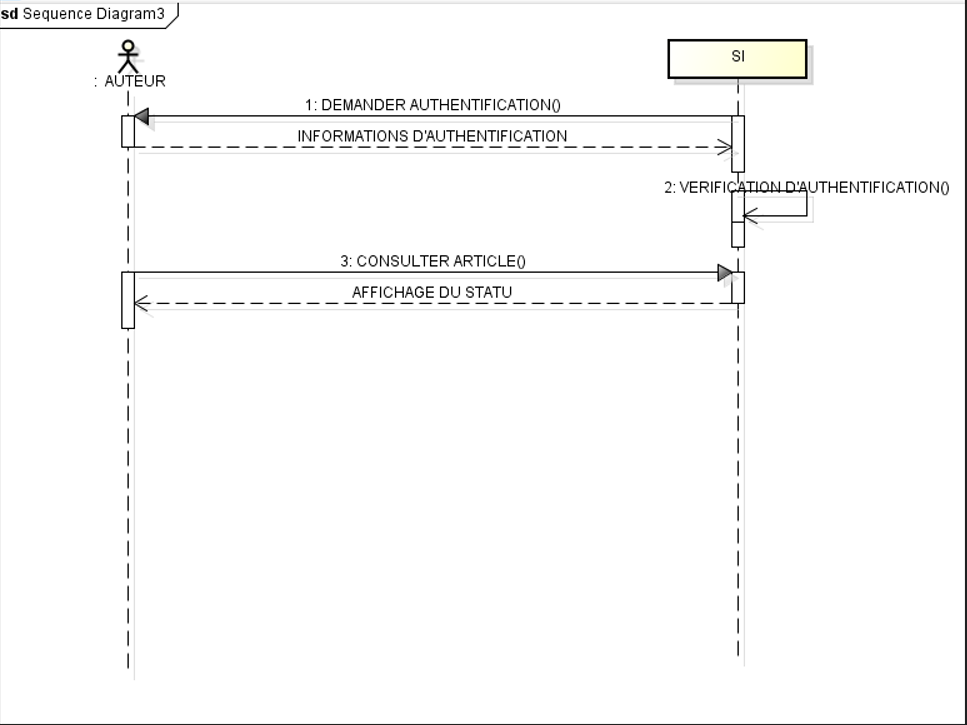 sd Sequence Diagram3
: AUTEUR
SI
1: DEMANDER AUTHENTIFICATION()
INFORMATIONS D'AUTHENTIFICATION
2: VERIFICATION D'AUTHENTIFICATION()
3: CONSULTER ARTICLE()
AFFICHAGE DU STATU